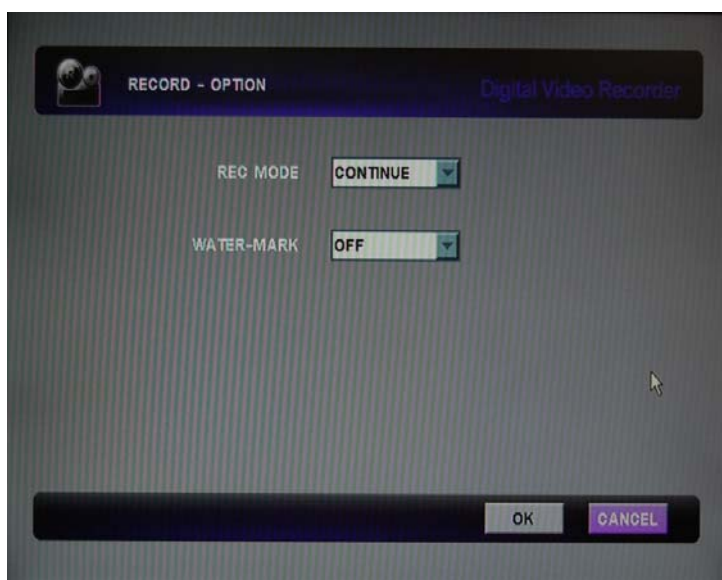 RECORD - OPTION
Digital Video Recorder
REC MODE CONTINUE
WATER-MARK OFF
OK CANCEL